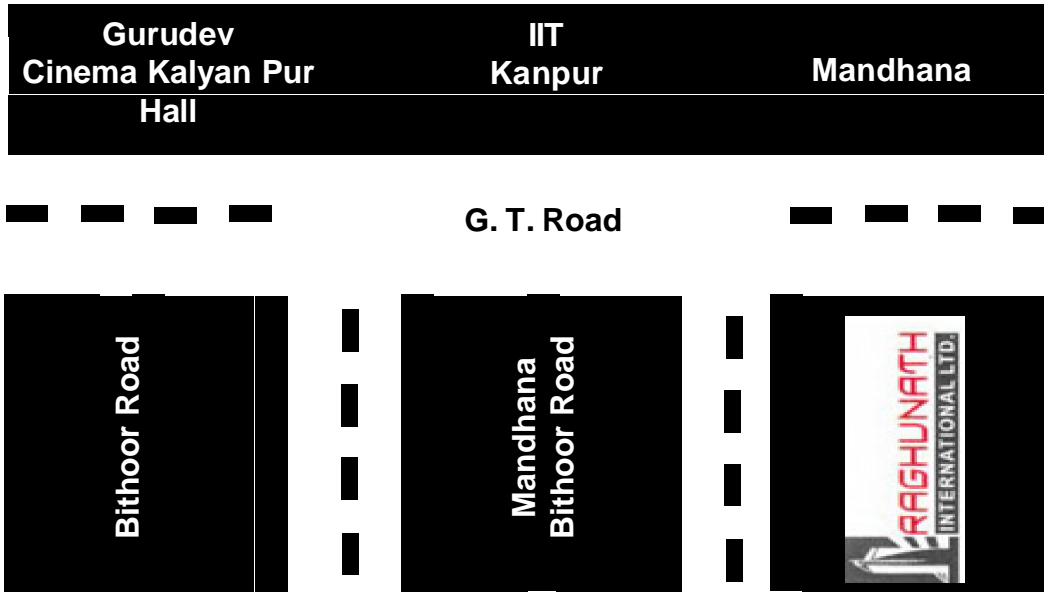 Gurudev
Cinema Kalyan Pur
Hall
IIT
Kanpur
Mandhana
G. T. Road
Bithoor Road
Mandhana
Bithoor Road
RAGHUNATH
INTERNATIONAL LTD.